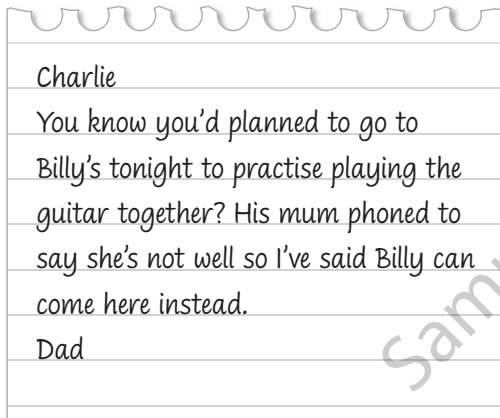 Charlie
You know you'd planned to go to
Billy's tonight to practise playing the
guitar together? His mum phoned to
say she's not well so I've said Billy can
come here instead.
Dad
Sam